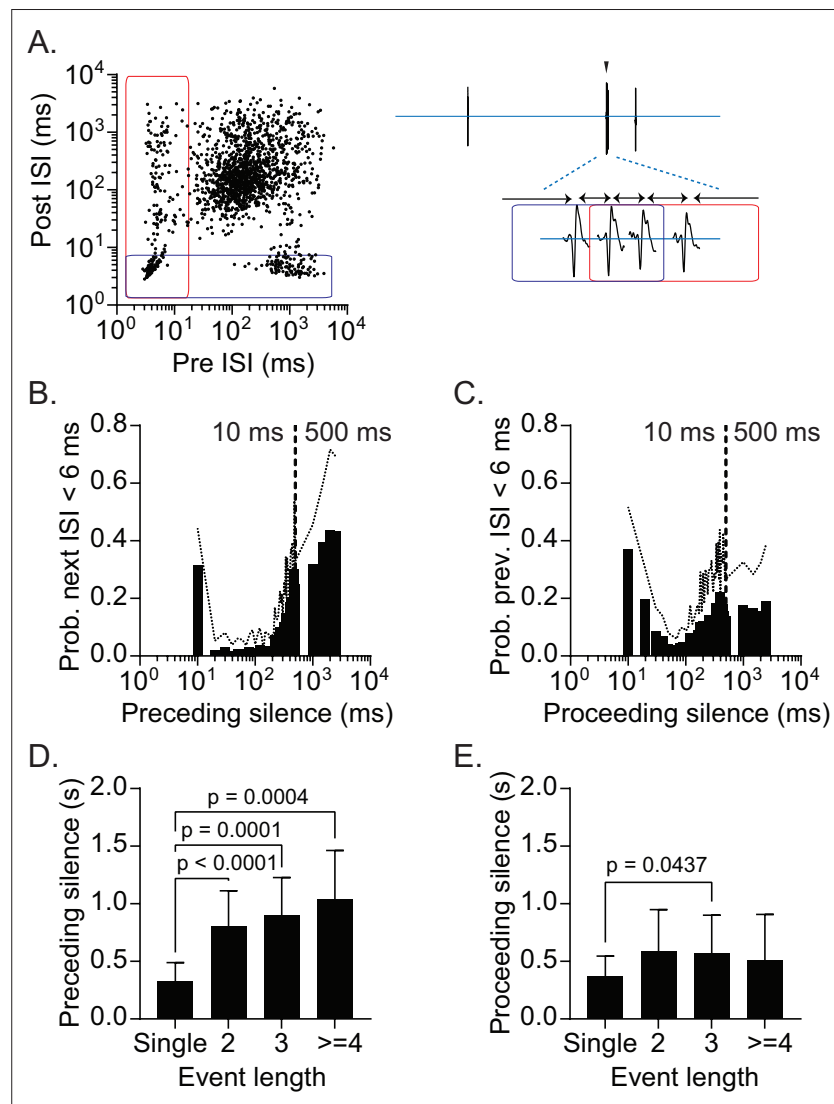 A.
Post ISI (ms)
10⁴
10³
10²
10¹
10⁰
10⁰ 10¹ 10² 10³ 10⁴
Pre ISI (ms)
B.
Prob. next ISI < 6 ms
0.8
0.6
0.4
0.2
0.0
10 ms 500 ms
10⁰ 10¹ 10² 10³ 10⁴
Preceding silence (ms)
C.
Prob. prev. ISI < 6 ms
0.8
0.6
0.4
0.2
0.0
10 ms 500 ms
10⁰ 10¹ 10² 10³ 10⁴
Proceeding silence (ms)
D.
Preceding silence (s)
2.0
1.5
1.0
0.5
0.0
p = 0.0004
p = 0.0001
p < 0.0001
Single 2 3 >=4
Event length
E.
Proceeding silence (s)
2.0
1.5
1.0
0.5
0.0
p = 0.0437
Single 2 3 >=4
Event length